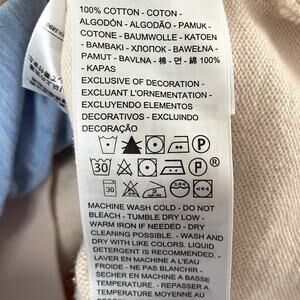 100% COTTON - COTON -
ALGODÓN - ALGODÃO - PAMUK -
COTONE - BAUMWOLLE - KATOEN
- BAMBAKI - ХЛОПОК - BAWEŁNA -
PAMUT - BAVLNA - 棉 - 면 - 綿 100%
- KAPAS
EXCLUSIVE OF DECORATION -
EXCLUANT L'ORNEMENTATION -
EXCLUYENDO ELEMENTOS
DECORATIVOS - EXCLUINDO
DECORAÇÃO
30
P
30
P
MACHINE WASH COLD - DO NOT
BLEACH - TUMBLE DRY LOW -
WARM IRON IF NEEDED - DRY
CLEANING POSSIBLE. - WASH AND
DRY WITH LIKE COLORS. LIQUID
DETERGENT IS RECOMMENDED. -
LAVER EN MACHINE A L'EAU
FROIDE - NE PAS BLANCHIR -
SECHER EN MACHINE A BASSE
TEMPERATURE. - REPASSER A
TEMPERATURE MOYENNE AU